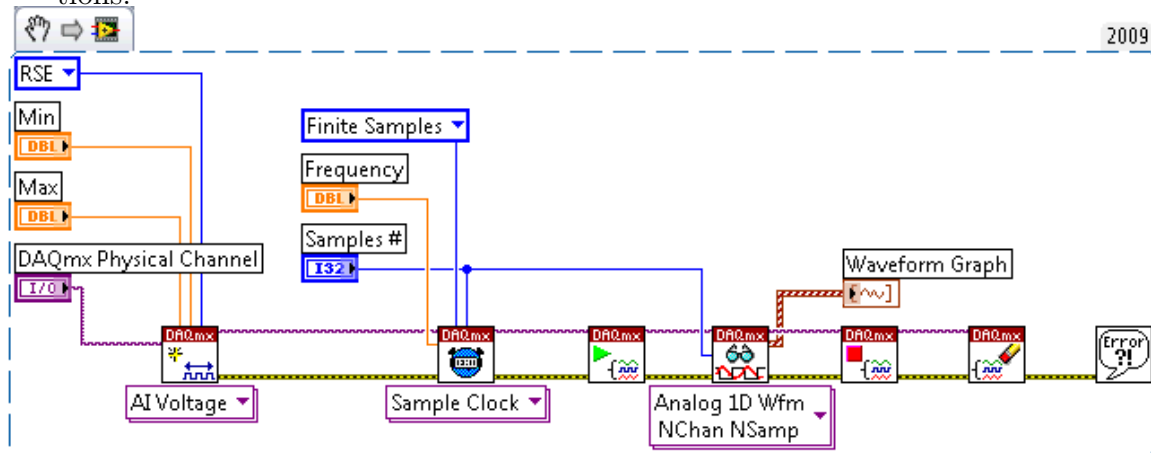 tions.
2009
RSE
Min
DBL
Max
DBL
DAQmx Physical Channel
I/O
Finite Samples
Frequency
DBL
Samples #
I32
Waveform Graph
DAQmx
DAQmx
DAQmx
DAQmx
DAQmx
DAQmx
Error
?!
AI Voltage
Sample Clock
Analog 1D Wfm
NChan NSamp